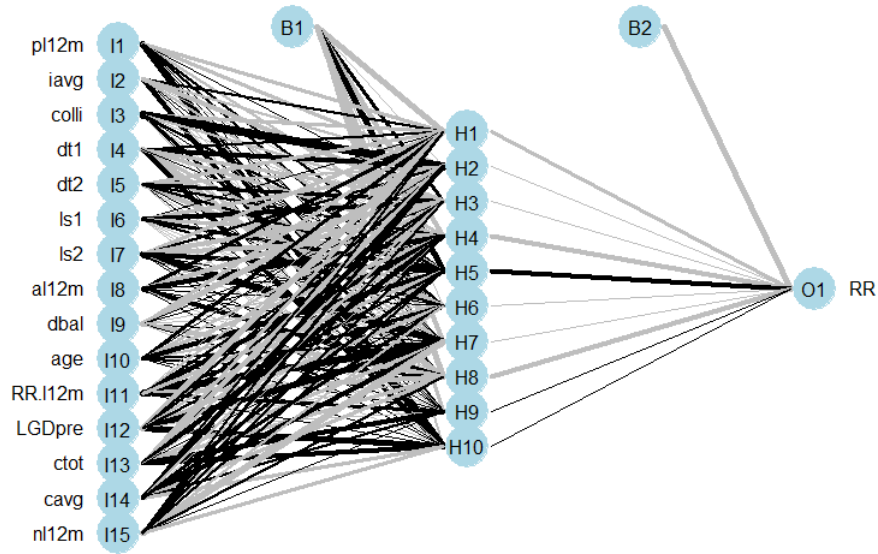 B1
B2
pl12m I1
iavg I2
colli I3
dt1 I4
dt2 I5
ls1 I6
ls2 I7
al12m I8
dbal I9
age I10
RR.l12m I11
LGDpre I12
ctot I13
cavg I14
nl12m I15
H1
H2
H3
H4
H5
H6
H7
H8
H9
H10
O1 RR